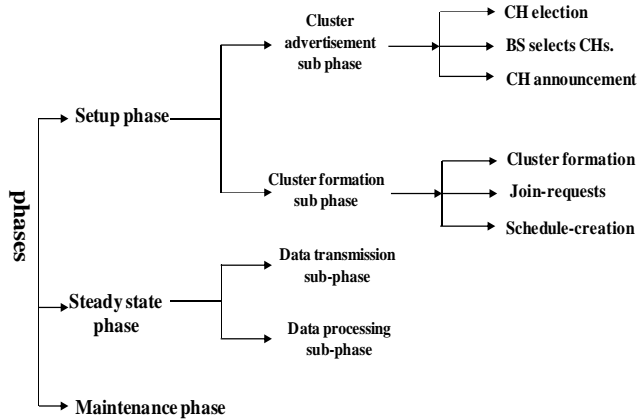 phases
Setup phase
Cluster
advertisement
sub phase
CH election
BS selects CHs.
CH announcement
Cluster formation
sub phase
Cluster formation
Join-requests
Schedule-creation
Steady state
phase
Data transmission
sub-phase
Data processing
sub-phase
Maintenance phase